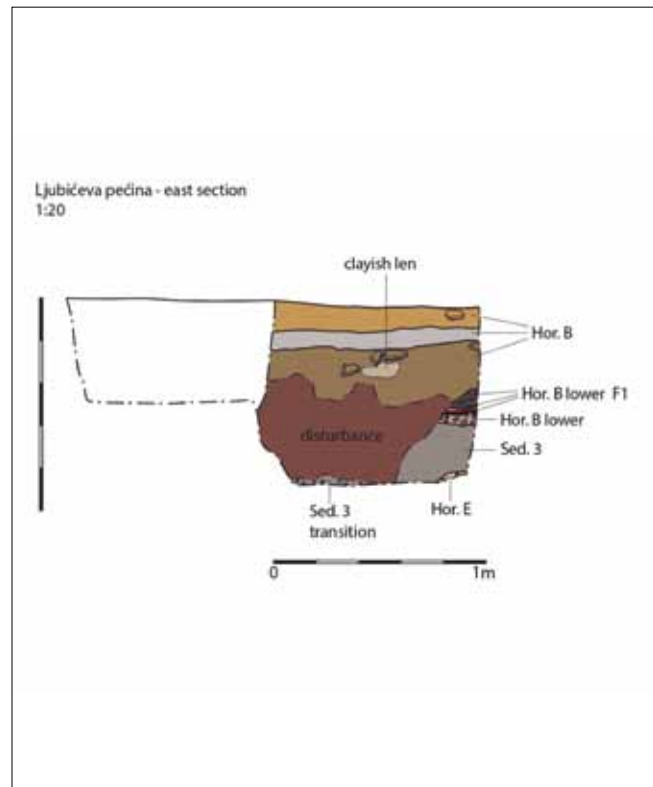 Ljubićeva pećina - east section
1:20
clayish len
Hor. B
Hor. B lower F1
Hor. B lower
disturbance
Sed. 3
Sed. 3
transition
Hor. E
0
1m